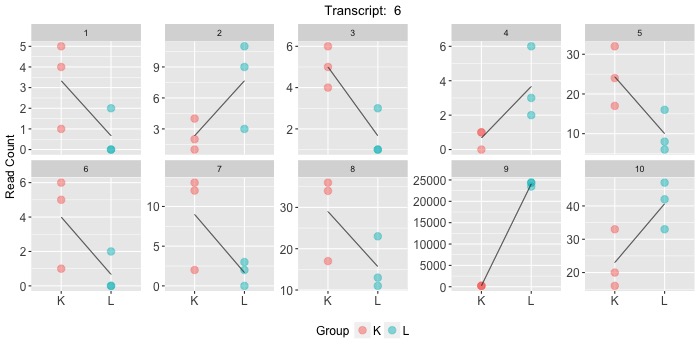 Transcript: 6
1 2 3 4 5
5 4 3 2 1 0
9 6 3
6 4 2
6 4 2 0
30 20 10
Read Count
6 7 8 9 10
6 4 2 0
10 5 0
30 20 10
25000 20000 15000 10000 5000 0
40 30 20
K L K L K L K L K L
Group K L